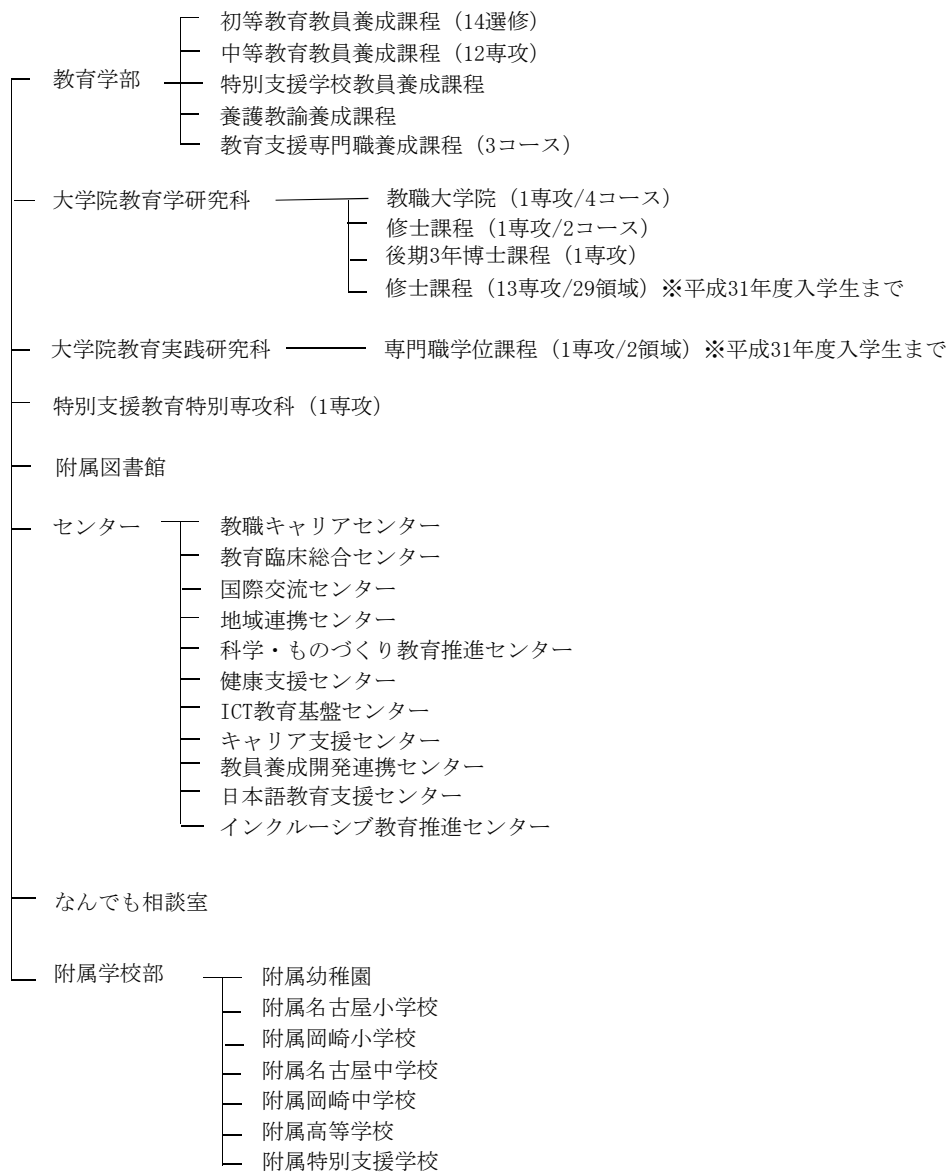 教育学部
初等教育教員養成課程（14選修）
中等教育教員養成課程（12専攻）
特別支援学校教員養成課程
養護教諭養成課程
教育支援専門職養成課程（3コース）
大学院教育学研究科
教職大学院（1専攻/4コース）
修士課程（1専攻/2コース）
後期3年博士課程（1専攻）
修士課程（13専攻/29領域）※平成31年度入学生まで
大学院教育実践研究科
専門職学位課程（1専攻/2領域）※平成31年度入学生まで
特別支援教育特別専攻科（1専攻）
附属図書館
センター
教職キャリアセンター
教育臨床総合センター
国際交流センター
地域連携センター
科学・ものづくり教育推進センター
健康支援センター
ICT教育基盤センター
キャリア支援センター
教員養成開発連携センター
日本語教育支援センター
インクルーシブ教育推進センター
なんでも相談室
附属学校部
附属幼稚園
附属名古屋小学校
附属岡崎小学校
附属名古屋中学校
附属岡崎中学校
附属高等学校
附属特別支援学校